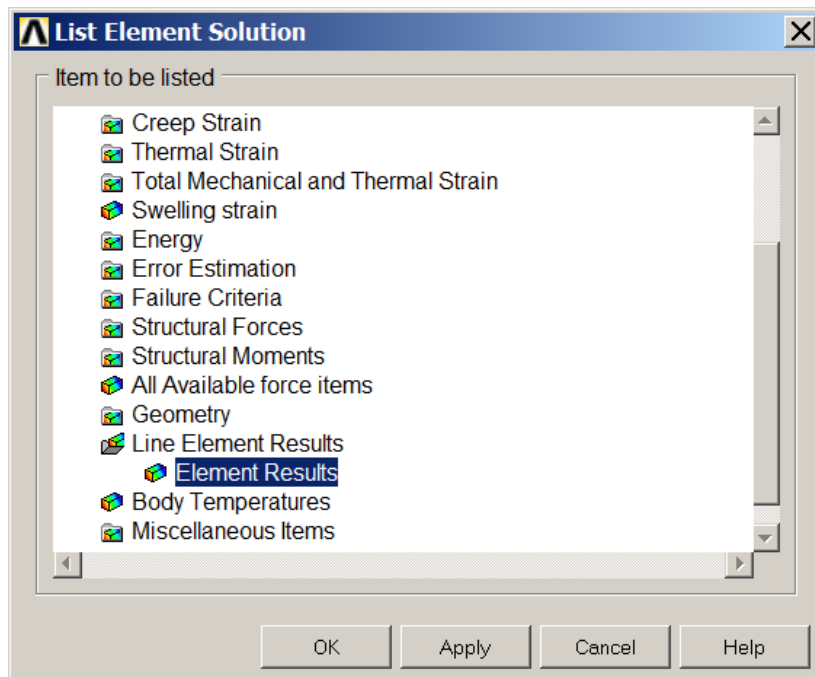 List Element Solution
Item to be listed
Creep Strain
Thermal Strain
Total Mechanical and Thermal Strain
Swelling strain
Energy
Error Estimation
Failure Criteria
Structural Forces
Structural Moments
All Available force items
Geometry
Line Element Results
Element Results
Body Temperatures
Miscellaneous Items
OK Apply Cancel Help